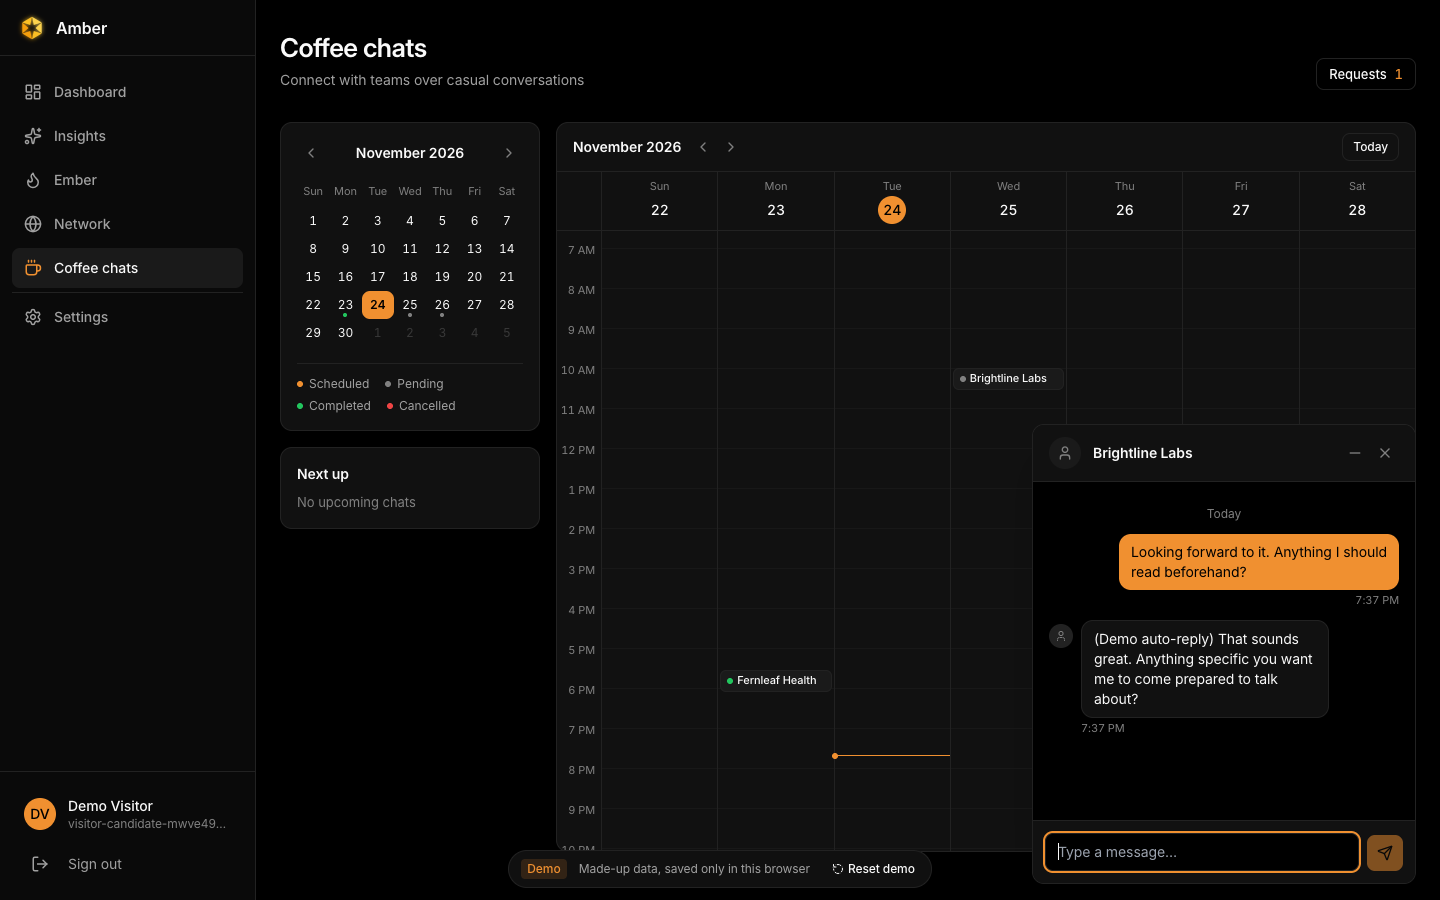 Amber
Dashboard
Insights
Ember
Network
Coffee chats
Settings
DV
Demo Visitor
visitor-candidate-mwve49...
Sign out
Coffee chats
Connect with teams over casual conversations
Requests 1
November 2026
Sun Mon Tue Wed Thu Fri Sat
1 2 3 4 5 6 7
8 9 10 11 12 13 14
15 16 17 18 19 20 21
22 23 24 25 26 27 28
29 30 1 2 3 4 5
Scheduled Pending
Completed Cancelled
Next up
No upcoming chats
November 2026
Today
Sun Mon Tue Wed Thu Fri Sat
22 23 24 25 26 27 28
7 AM
8 AM
9 AM
10 AM
Brightline Labs
11 AM
12 PM
1 PM
2 PM
3 PM
4 PM
5 PM
Fernleaf Health
6 PM
7 PM
8 PM
9 PM
10 PM
Brightline Labs
Today
Looking forward to it. Anything I should
read beforehand?
7:37 PM
(Demo auto-reply) That sounds
great. Anything specific you want
me to come prepared to talk
about?
7:37 PM
Type a message...
Demo Made-up data, saved only in this browser Reset demo